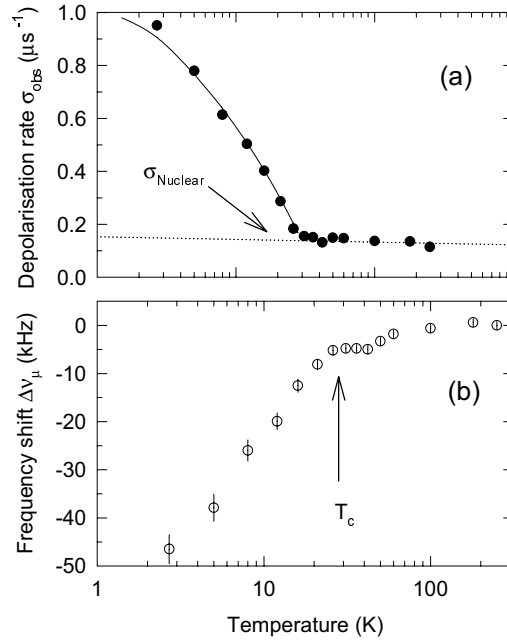 1.0
0.8
0.6
0.4
0.2
0.0
Depolarisation rate σobs (μs⁻¹)
(a)
σNuclear
0
-10
-20
-30
-40
-50
Frequency shift Δνμ (kHz)
(b)
Tc
1
10
100
Temperature (K)